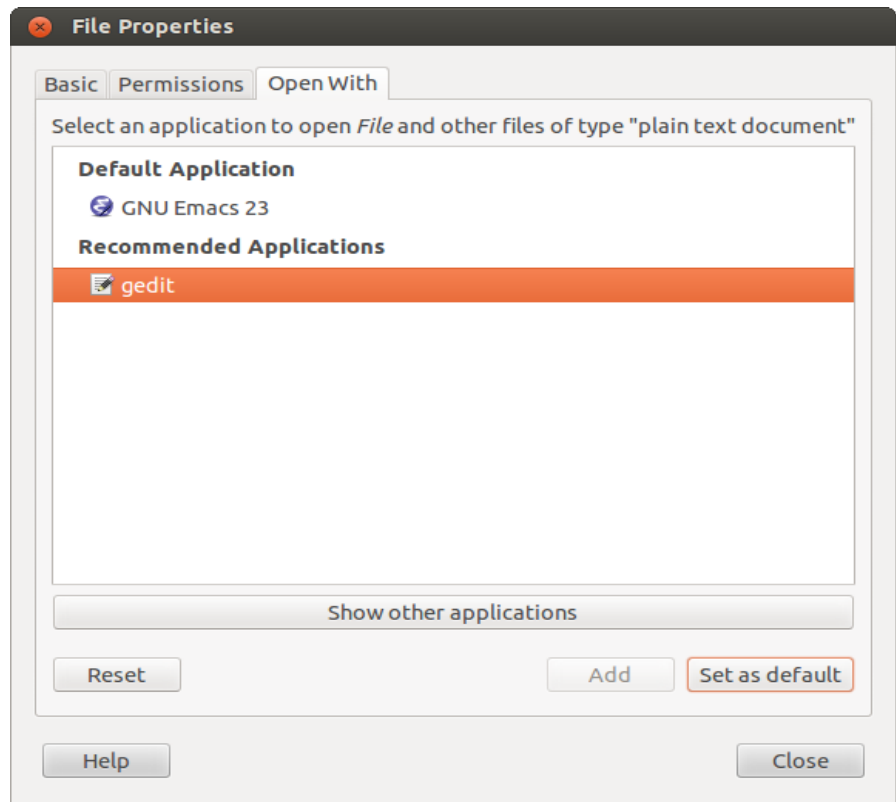 File Properties
Basic Permissions Open With
Select an application to open File and other files of type "plain text document"
Default Application
GNU Emacs 23
Recommended Applications
gedit
Show other applications
Reset Add Set as default
Help Close